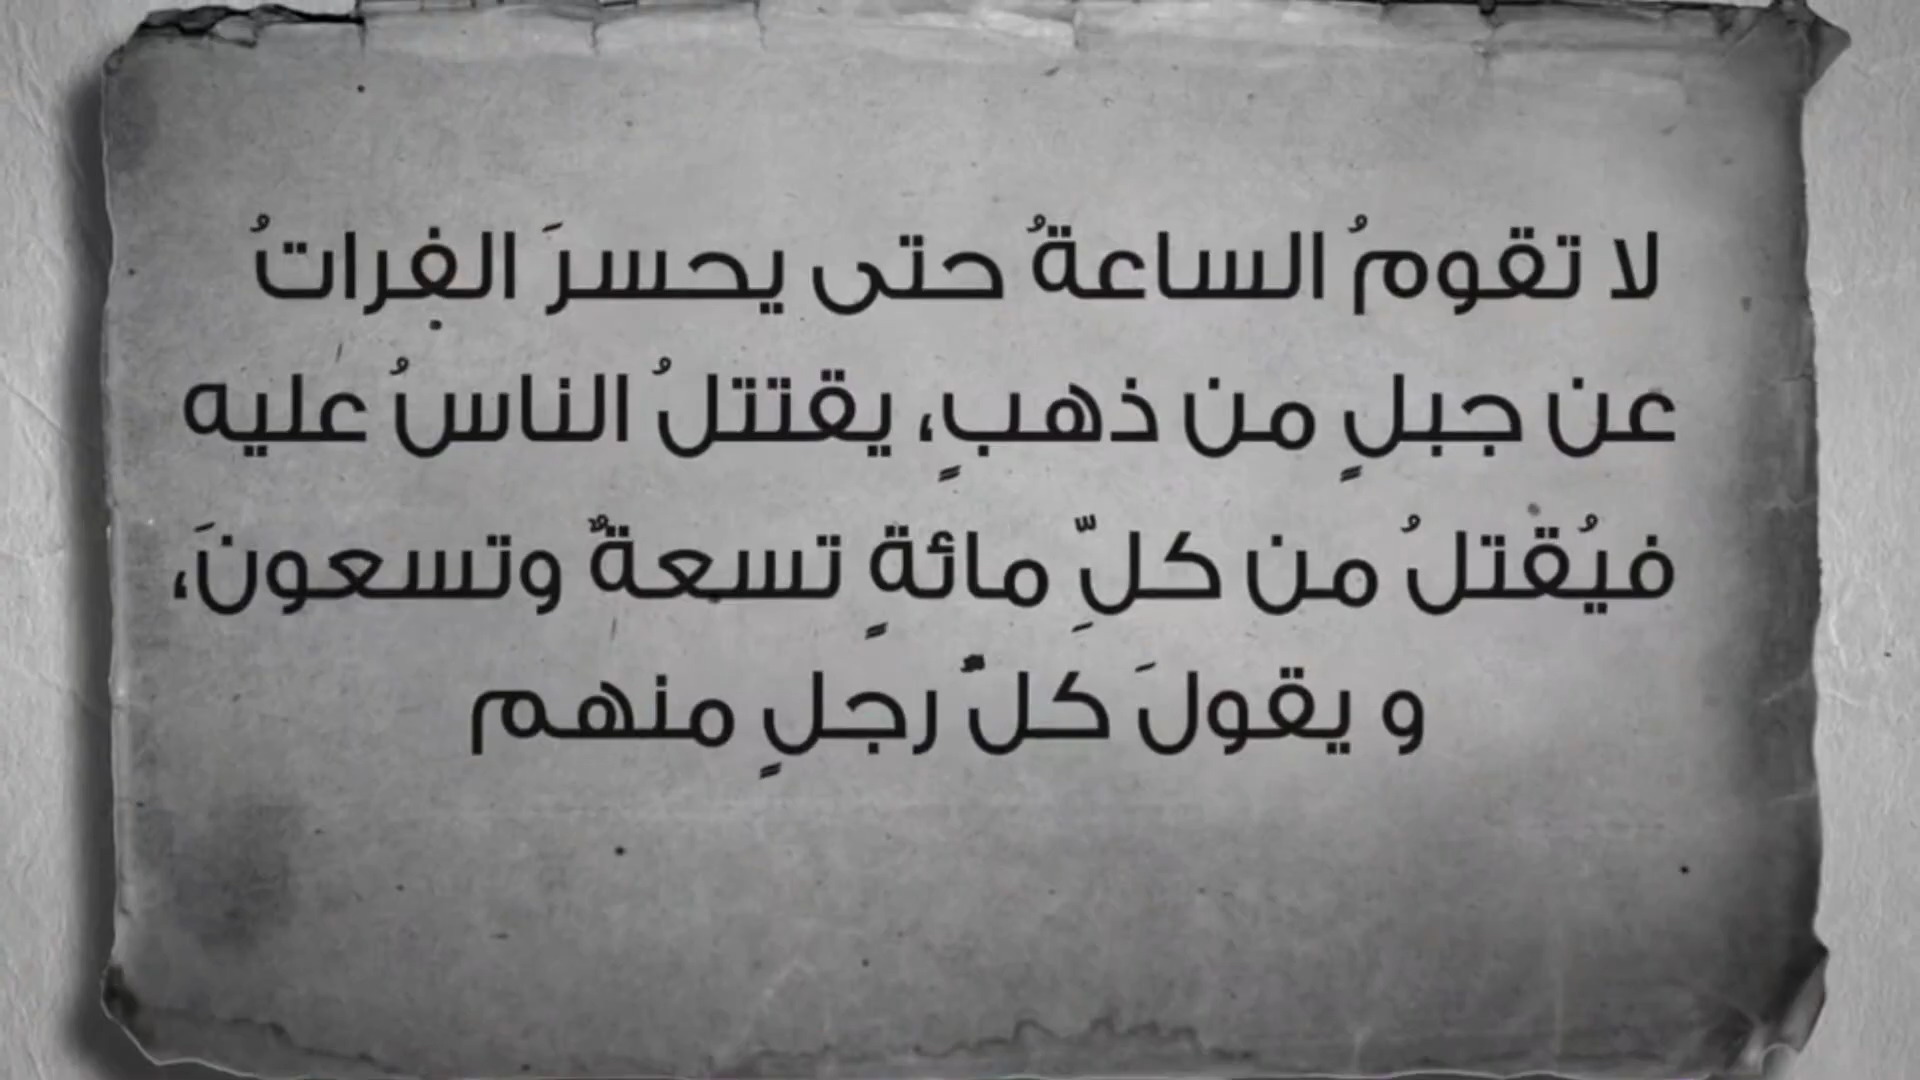 لا تقومُ الساعةُ حتى يحسرَ الفراتُ
عن جبلٍ من ذهبٍ، يقتتلُ الناسُ عليه
فيُقتلُ من كلِّ مائةٍ تسعةٌ وتسعونَ،
و يقولَ كلُّ رجلٍ منهم